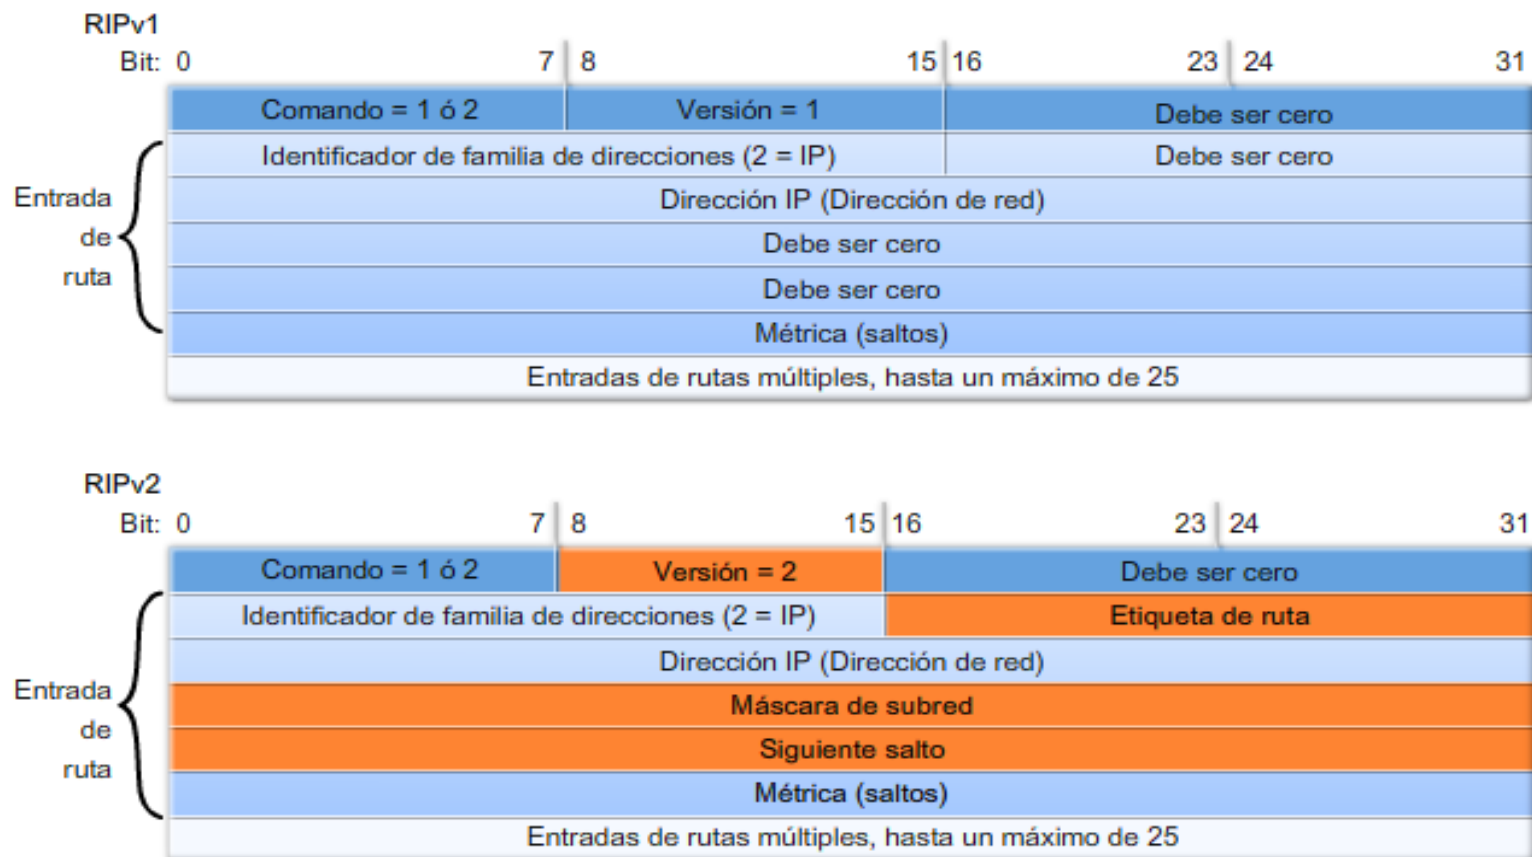 RIPv1
Bit: 0 7 8 15 16 23 24 31
Comando = 1 ó 2 Versión = 1 Debe ser cero
Identificador de familia de direcciones (2 = IP) Debe ser cero
Entrada de ruta
Dirección IP (Dirección de red)
Debe ser cero
Debe ser cero
Métrica (saltos)
Entradas de rutas múltiples, hasta un máximo de 25
RIPv2
Bit: 0 7 8 15 16 23 24 31
Comando = 1 ó 2 Versión = 2 Debe ser cero
Identificador de familia de direcciones (2 = IP) Etiqueta de ruta
Entrada de ruta
Dirección IP (Dirección de red)
Máscara de subred
Siguiente salto
Métrica (saltos)
Entradas de rutas múltiples, hasta un máximo de 25